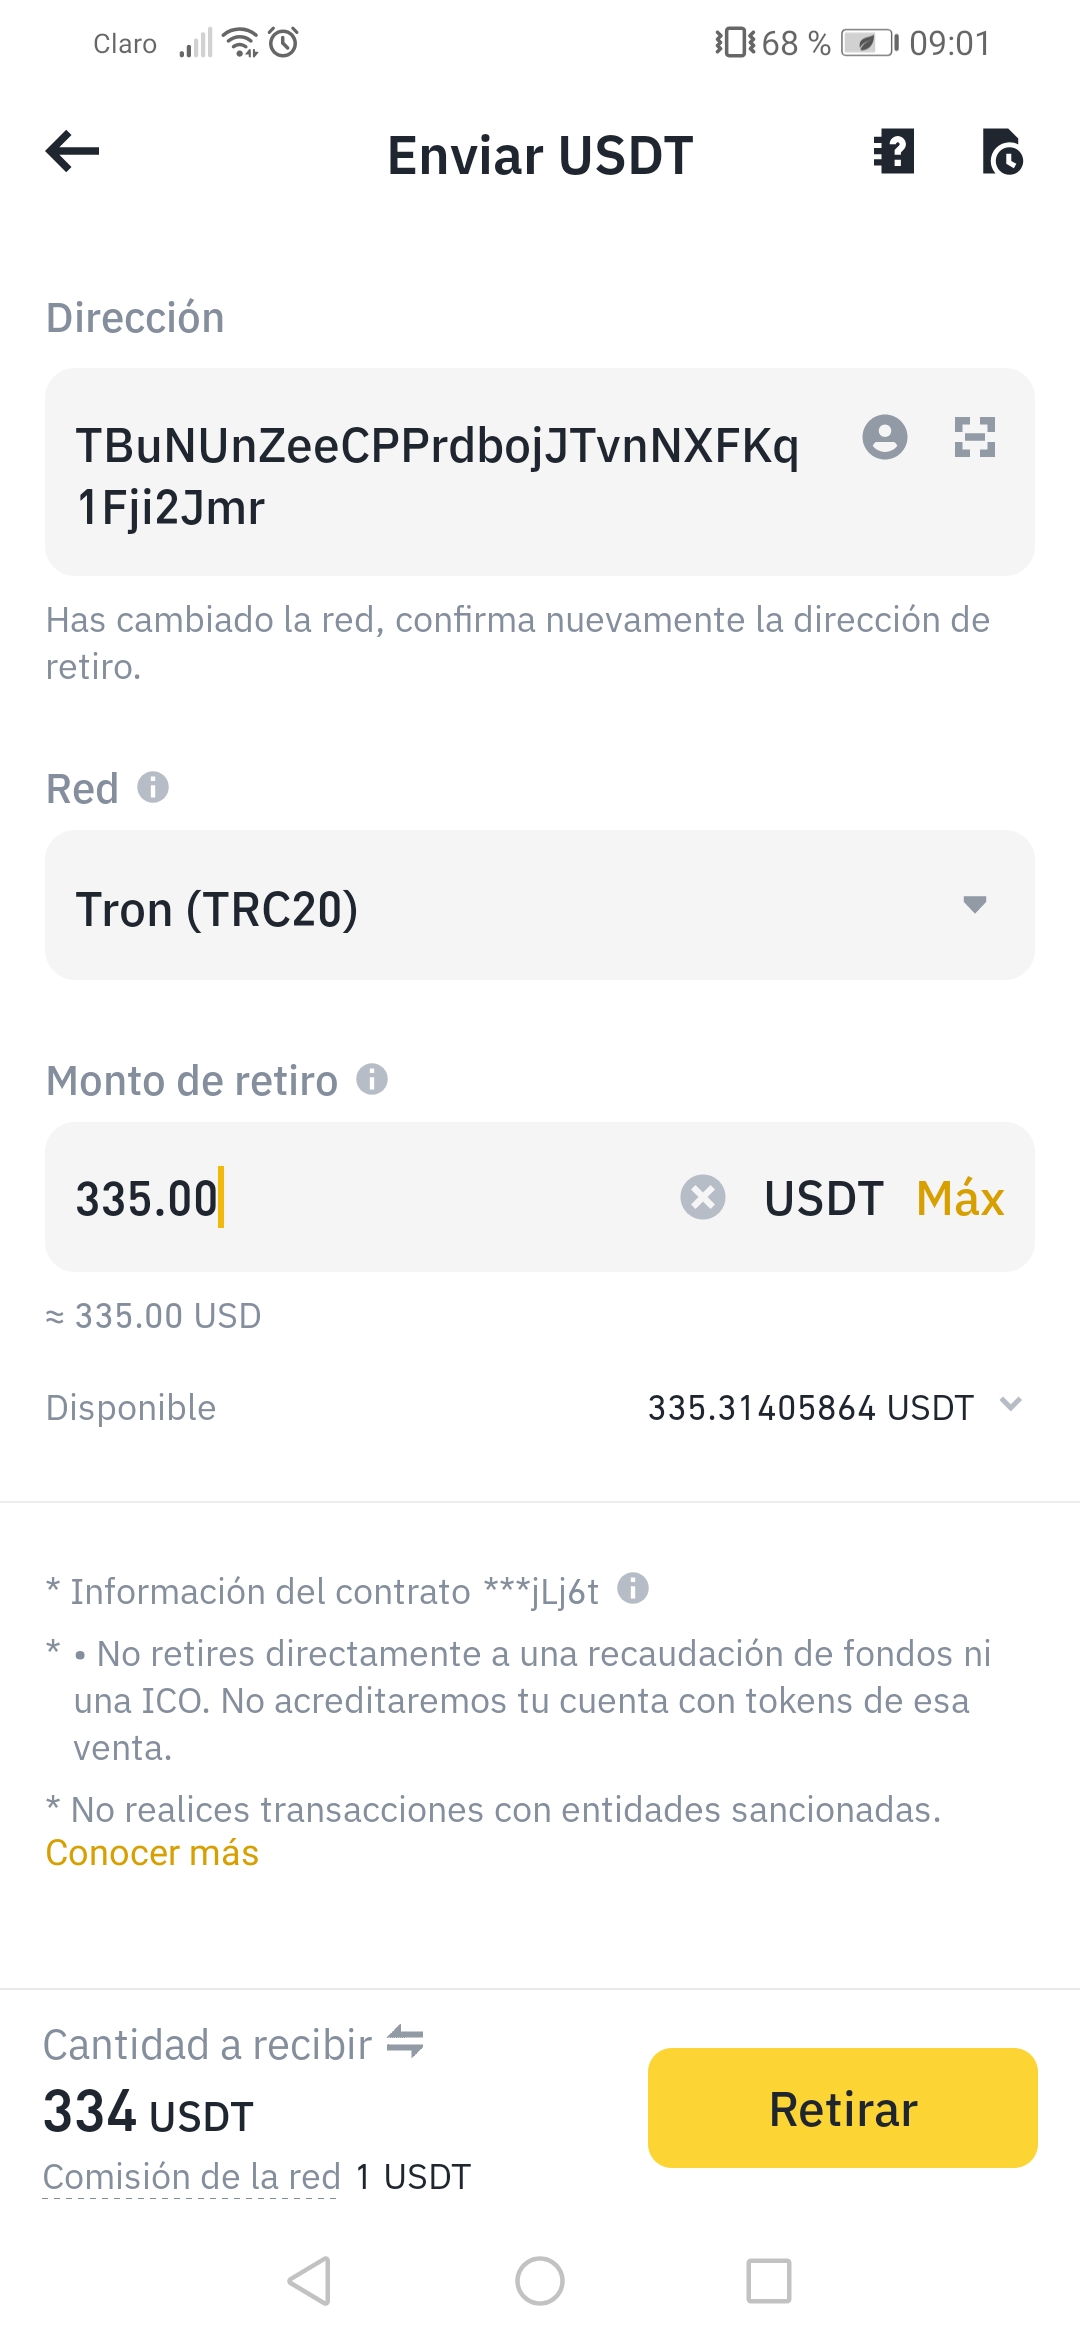 Claro 68 % 09:01
Enviar USDT
Dirección
TBuNUnZeeCPPrdbojJTvnNXFKq
1Fji2Jmr
Has cambiado la red, confirma nuevamente la dirección de
retiro.
Red
Tron (TRC20)
Monto de retiro
335.00 USDT Máx
≈ 335.00 USD
Disponible 335.31405864 USDT
* Información del contrato ***jLj6t
* • No retires directamente a una recaudación de fondos ni
una ICO. No acreditaremos tu cuenta con tokens de esa
venta.
* No realices transacciones con entidades sancionadas.
Conocer más
Cantidad a recibir
334 USDT
Comisión de la red 1 USDT
Retirar